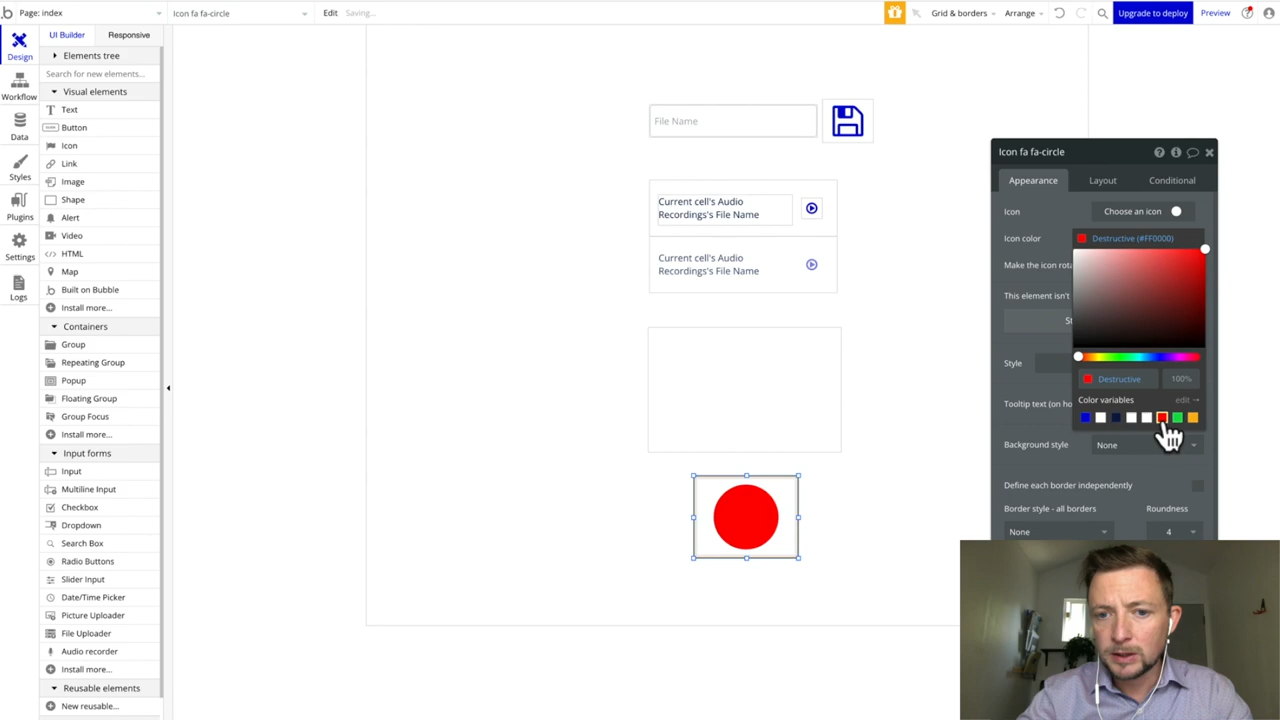 Page: index
Icon fa fa-circle
Edit
Saving...
Grid & borders
Arrange
Upgrade to deploy
Preview
Design
Workflow
Data
Styles
Plugins
Settings
Logs
UI Builder
Responsive
Elements tree
Search for new elements...
Visual elements
Text
Button
Icon
Link
Image
Shape
Alert
Video
HTML
Map
Built on Bubble
Install more...
Containers
Group
Repeating Group
Popup
Floating Group
Group Focus
Install more...
Input forms
Input
Multiline Input
Checkbox
Dropdown
Search Box
Radio Buttons
Slider Input
Date/Time Picker
Picture Uploader
File Uploader
Audio recorder
Install more...
Reusable elements
New reusable...
File Name
Current cell's Audio
Recordings's File Name
Current cell's Audio
Recordings's File Name
Icon fa fa-circle
Appearance
Layout
Conditional
Icon
Choose an icon
Icon color
Destructive (#FF0000)
Make the icon rota
This element isn't
St
Style
Destructive
100%
Color variables
edit →
Tooltip text (on ho
Background style
None
Define each border independently
Border style - all borders
Roundness
None
4